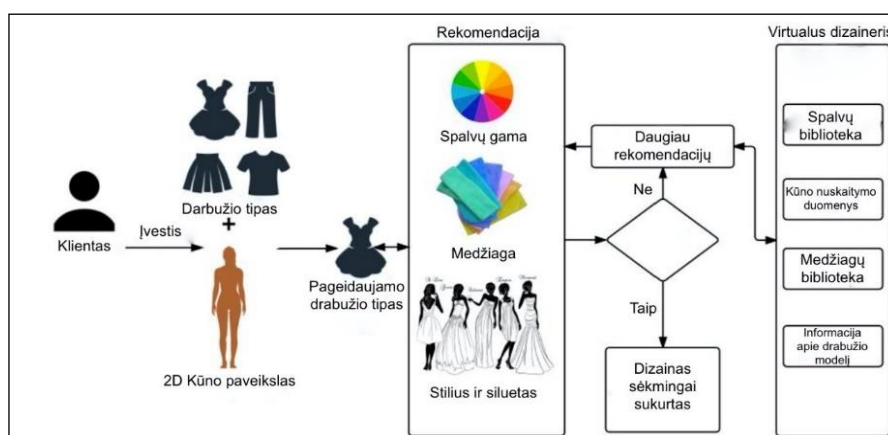 Rekomendacija
Virtualus dizaineris
Spalvų gama
Daugiau
rekomendacijų
Spalvų
biblioteka
Darbužio tipas
+
Ne
Kūno nuskaitymo
duomenys
Klientas
Įvestis
Medžiaga
Pageidaujamo
drabužio tipas
Medžiagų
biblioteka
Taip
2D Kūno paveikslas
Stilius ir siluetas
Dizainas
sėkmingai
sukurtas
Informacija
apie drabužio
modelį